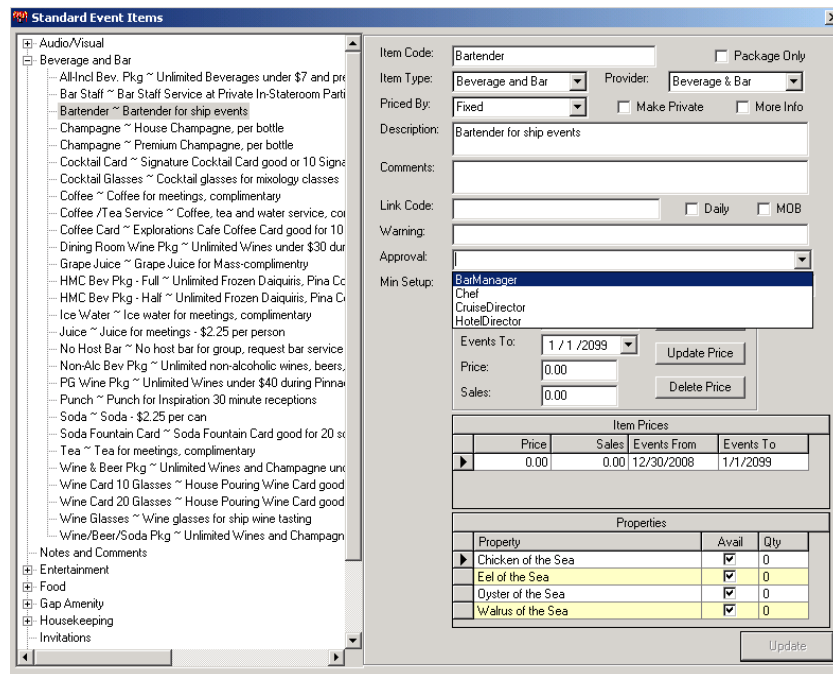 Standard Event Items
Audio/Visual
Beverage and Bar
All-Incl Bev. Pkg ~ Unlimited Beverages under $7 and pre
Bar Staff ~ Bar Staff Service at Private In-Stateroom Parti
Bartender ~ Bartender for ship events
Champagne ~ House Champagne, per bottle
Champagne ~ Premium Champagne, per bottle
Cocktail Card ~ Signature Cocktail Card good or 10 Signa
Cocktail Glasses ~ Cocktail glasses for mixology classes
Coffee ~ Coffee for meetings, complimentary
Coffee /Tea Service ~ Coffee, tea and water service, cor
Coffee Card ~ Explorations Cafe Coffee Card good for 10
Dining Room Wine Pkg ~ Unlimited Wines under $30 dur
Grape Juice ~ Grape Juice for Mass-complimentry
HMC Bev Pkg - Full ~ Unlimited Frozen Daiquiris, Pina Co
HMC Bev Pkg - Half ~ Unlimited Frozen Daiquiris, Pina Co
Ice Water ~ Ice water for meetings, complimentary
Juice ~ Juice for meetings - $2.25 per person
No Host Bar ~ No host bar for group, request bar service
Non-Alc Bev Pkg ~ Unlimited non-alcoholic wines, beers,
PG Wine Pkg ~ Unlimited Wines under $40 during Pinna
Punch ~ Punch for Inspiration 30 minute receptions
Soda ~ Soda - $2.25 per can
Soda Fountain Card ~ Soda Fountain Card good for 20 so
Tea ~ Tea for meetings, complimentary
Wine & Beer Pkg ~ Unlimited Wines and Champagne und
Wine Card 10 Glasses ~ House Pouring Wine Card good
Wine Card 20 Glasses ~ House Pouring Wine Card good
Wine Glasses ~ Wine glasses for ship wine tasting
Wine/Beer/Soda Pkg ~ Unlimited Wines and Champagn
Notes and Comments
Entertainment
Food
Gap Amenity
Housekeeping
Invitations
Item Code: Bartender Package Only
Item Type: Beverage and Bar Provider: Beverage & Bar
Priced By: Fixed Make Private More Info
Description: Bartender for ship events
Comments:
Link Code: Daily MOB
Warning:
Approval:
Min Setup: BarManager
Chef
CruiseDirector
HotelDirector
Events To: 1 / 1 /2099 Update Price
Price: 0.00
Sales: 0.00 Delete Price
Item Prices
Price Sales Events From Events To
0.00 0.00 12/30/2008 1/1/2099
Properties
Property Avail Qty
Chicken of the Sea 0
Eel of the Sea 0
Oyster of the Sea 0
Walrus of the Sea 0
Update